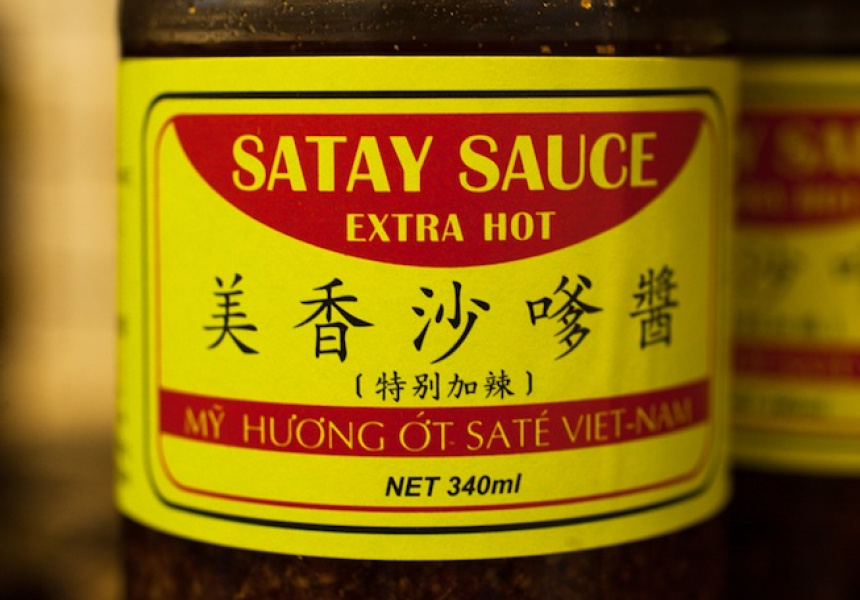 SATAY SAUCE
EXTRA HOT
美香沙嗲醬
(特别加辣)
MỸ HƯƠNG ỚT SATÉ VIET-NAM
NET 340ml